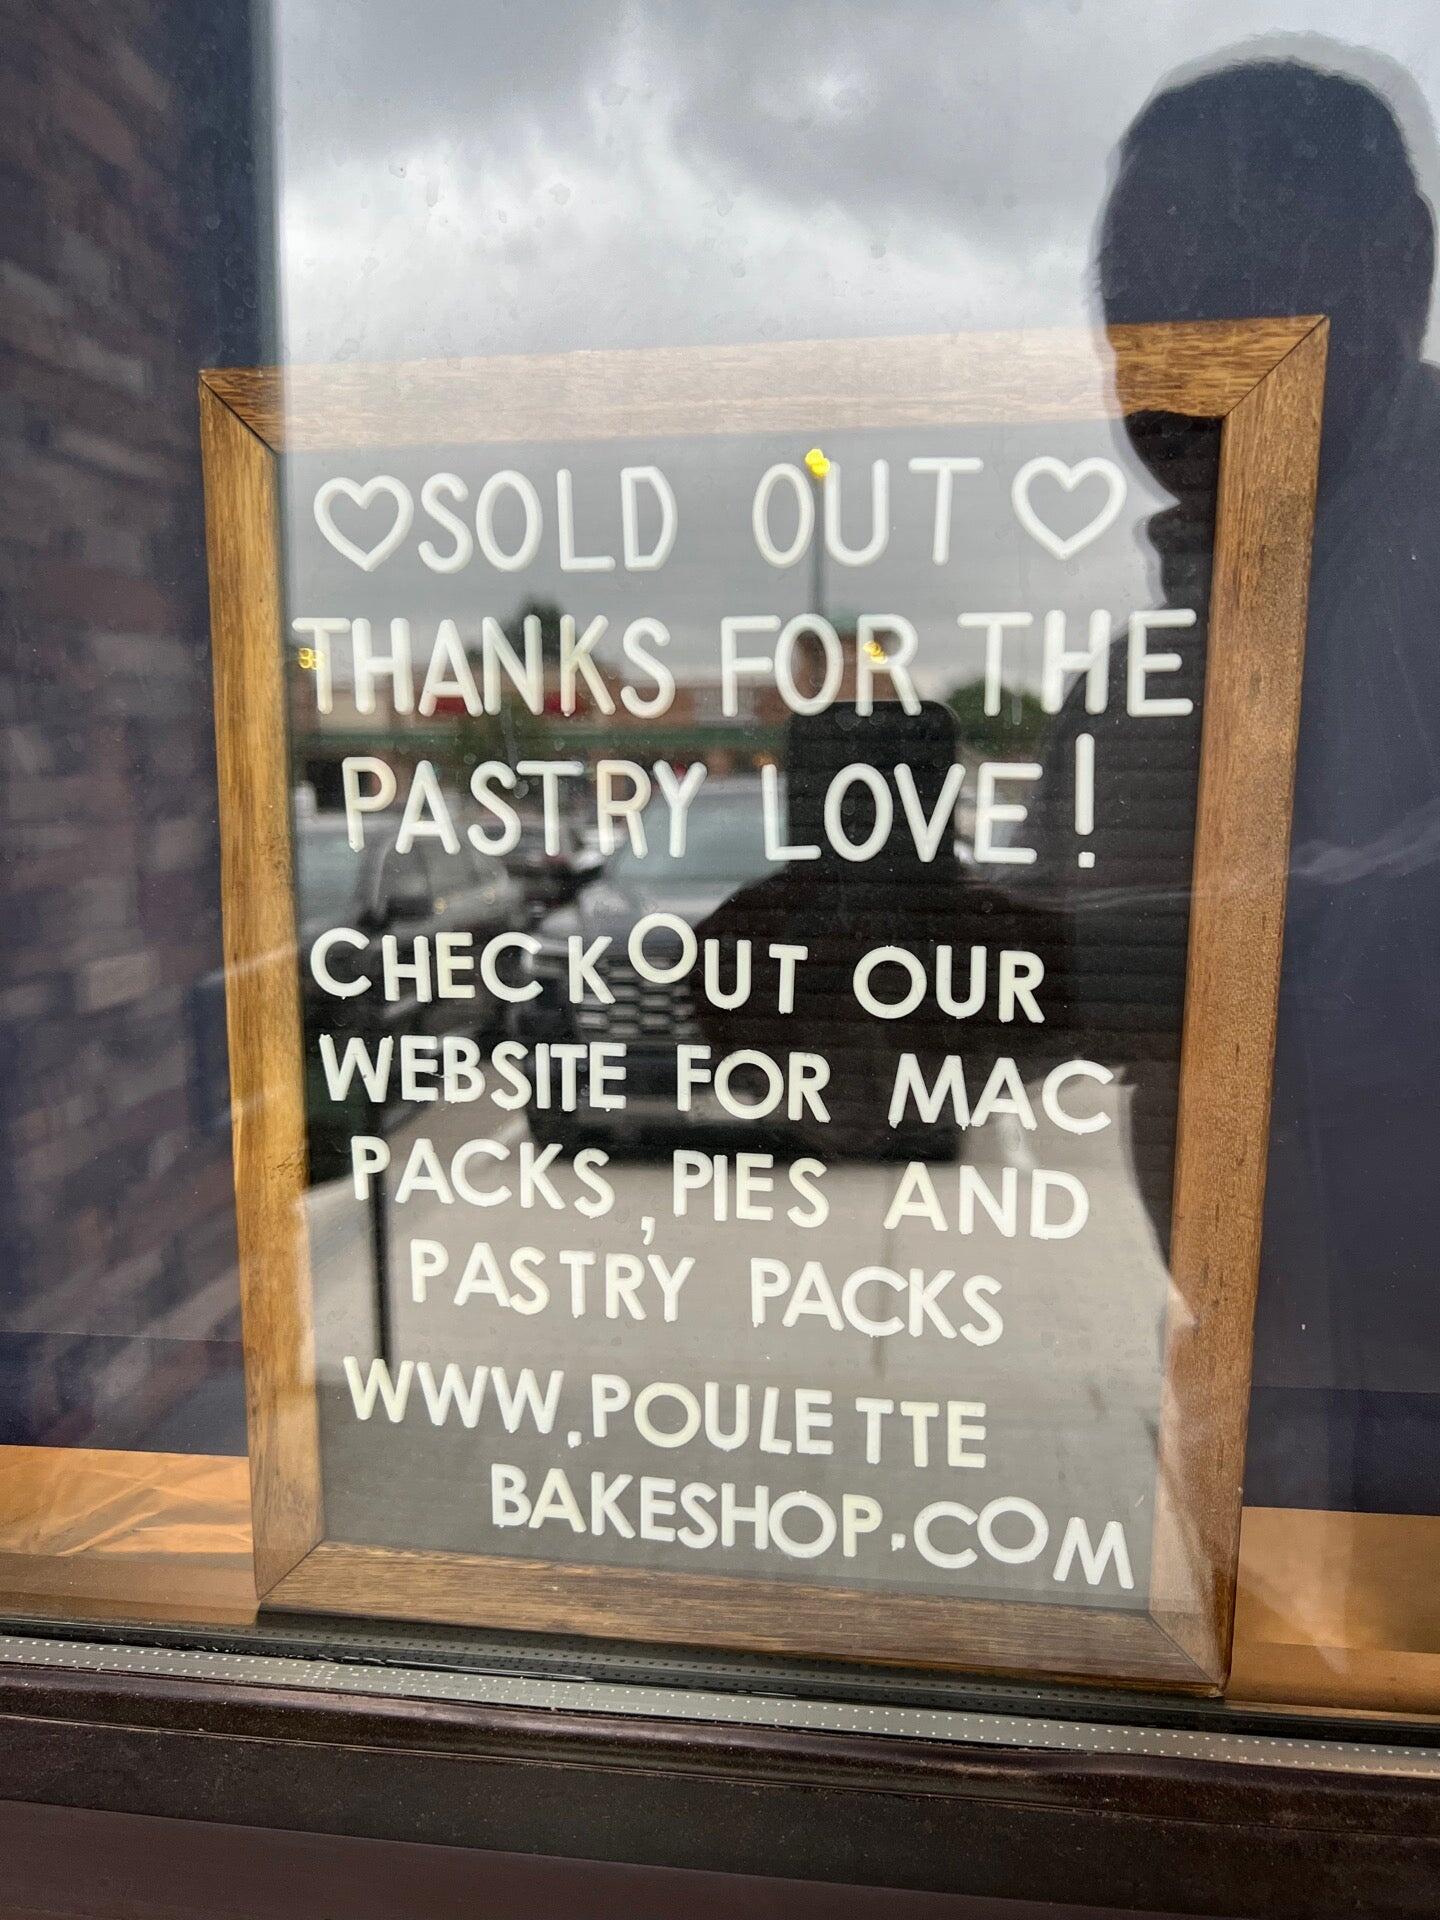 ♡SOLD OUT♡
THANKS FOR THE
PASTRY LOVE!
CHECKOUT OUR
WEBSITE FOR MAC
PACKS, PIES AND
PASTRY PACKS
WWW.POULETTE
BAKESHOP.COM